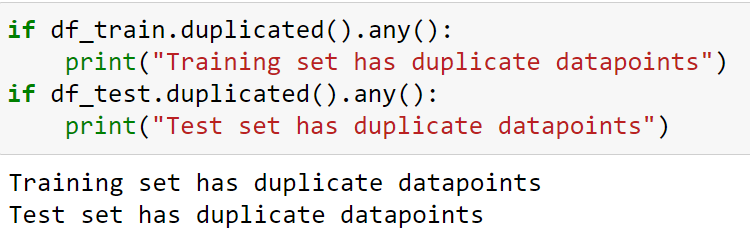 if df_train.duplicated().any():
    print("Training set has duplicate datapoints")
if df_test.duplicated().any():
    print("Test set has duplicate datapoints")
Training set has duplicate datapoints
Test set has duplicate datapoints